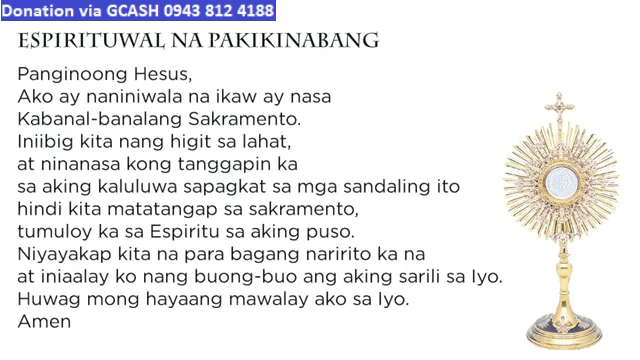 Donation via GCASH 0943 812 4188
ESPIRITUWAL NA PAKIKINABANG
Panginoong Hesus,
Ako ay naniniwala na ikaw ay nasa
Kabanal-banalang Sakramento.
Iniibig kita nang higit sa lahat,
at ninanasa kong tanggapin ka
sa aking kaluluwa sapagkat sa mga sandaling ito
hindi kita matatangap sa sakramento,
tumuloy ka sa Espiritu sa aking puso.
Niyayakap kita na para bagang naririto ka na
at iniaalay ko nang buong-buo ang aking sarili sa Iyo.
Huwag mong hayaang mawalay ako sa Iyo.
Amen